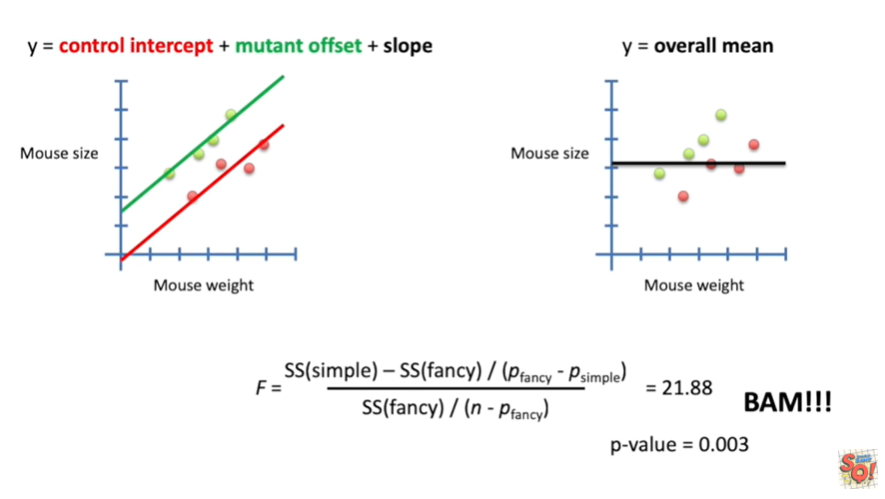 y = control intercept + mutant offset + slope
y = overall mean
Mouse size
Mouse weight
Mouse size
Mouse weight
F = SS(simple) – SS(fancy) / (pfancy - psimple)
SS(fancy) / (n - pfancy)
= 21.88
BAM!!!
p-value = 0.003
SQ!